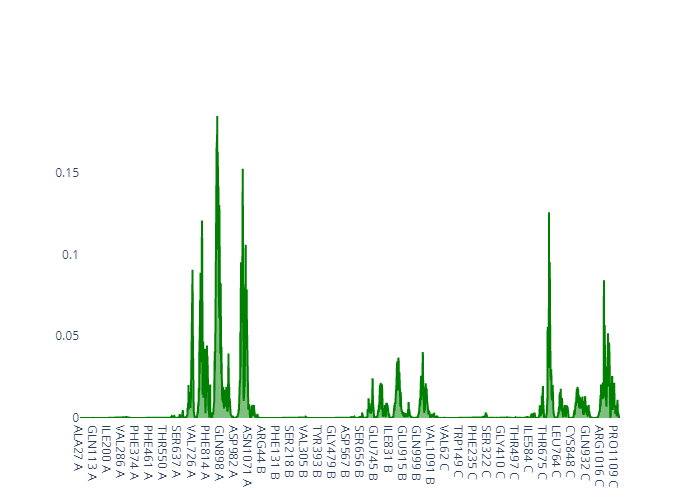 0.15
0.1
0.05
0
ALA27 A
GLN113 A
ILE200 A
VAL286 A
PHE374 A
PHE461 A
THR550 A
SER637 A
VAL726 A
PHE814 A
GLN898 A
ASP982 A
ASN1071 A
ARG44 B
PHE131 B
SER218 B
VAL305 B
TYR393 B
GLY479 B
ASP567 B
SER656 B
GLU745 B
ILE831 B
GLU915 B
GLN999 B
VAL1091 B
VAL62 C
TRP149 C
PHE235 C
SER322 C
GLY410 C
THR497 C
ILE584 C
THR675 C
LEU764 C
CYS848 C
GLN932 C
ARG1016 C
PRO1109 C